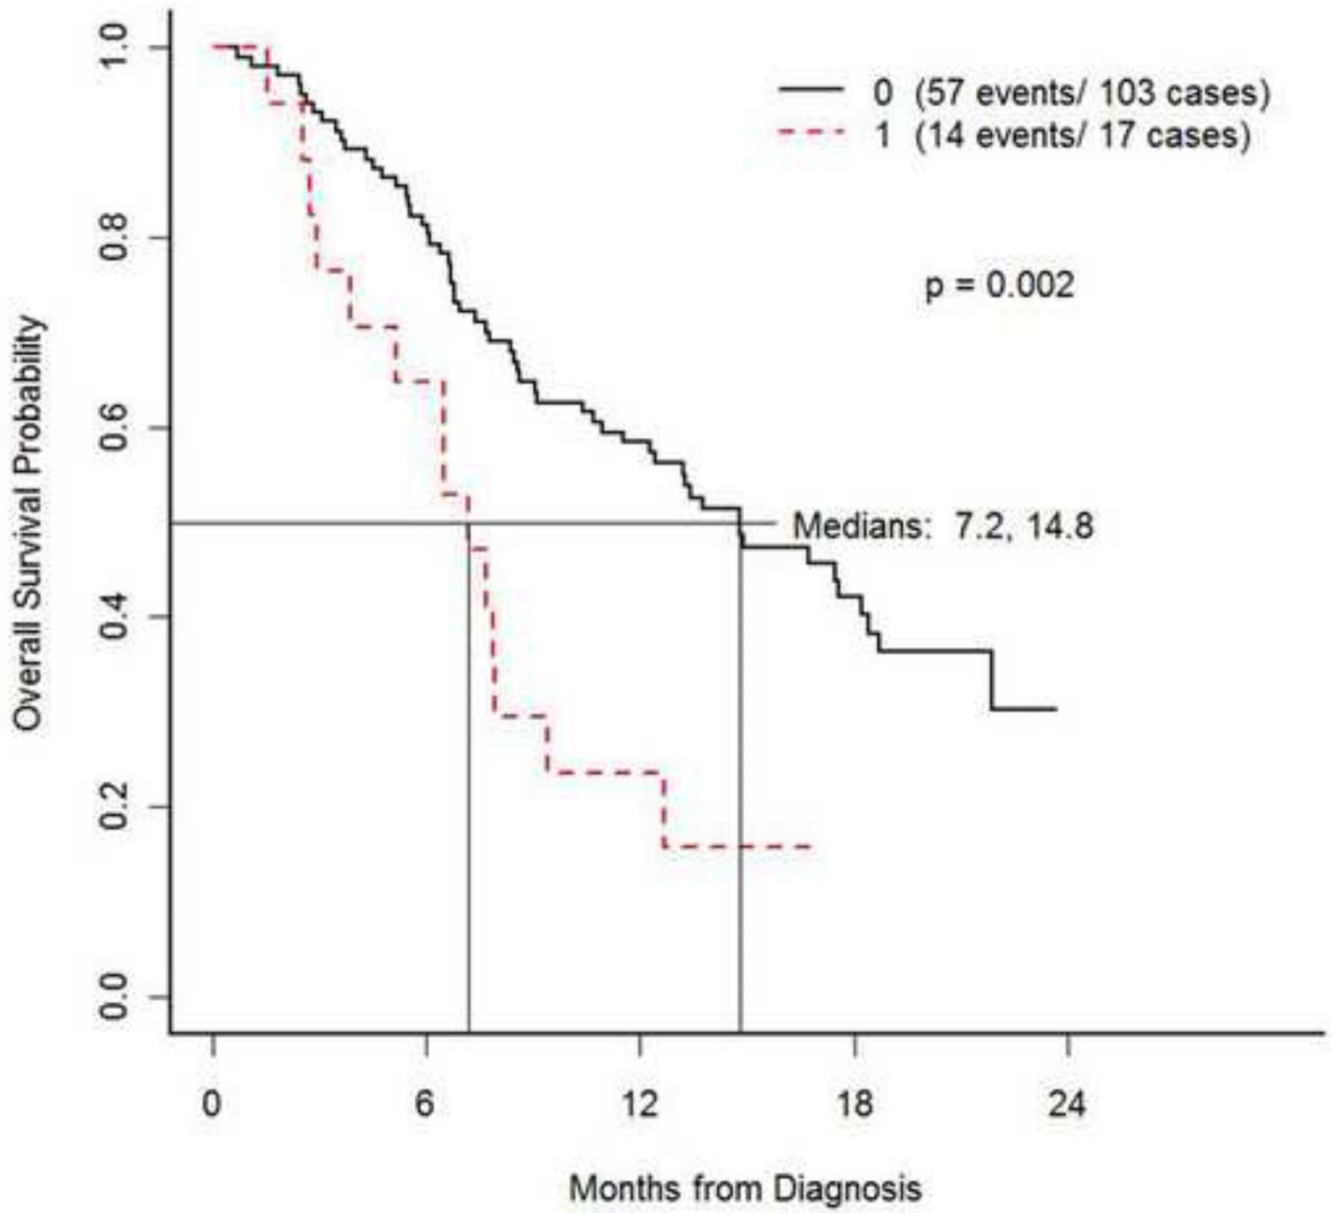 0 (57 events/ 103 cases)
1 (14 events/ 17 cases)
p = 0.002
Medians: 7.2, 14.8
Overall Survival Probability
1.0
0.8
0.6
0.4
0.2
0.0
0 6 12 18 24
Months from Diagnosis